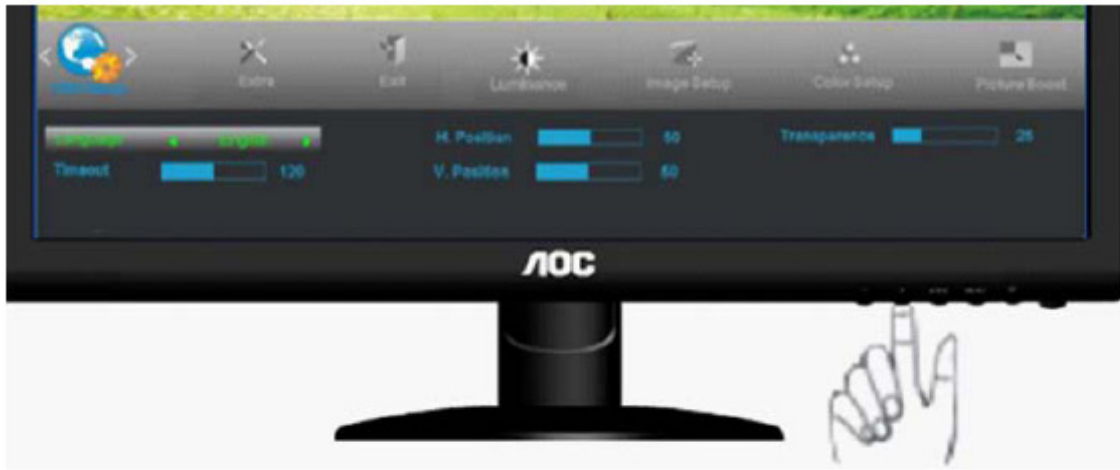 Extra Exit Luminance Image Setup Color Setup Picture Boost
Language English H. Position 50 Transparence 25
Timeout 120 V. Position 50
AOC